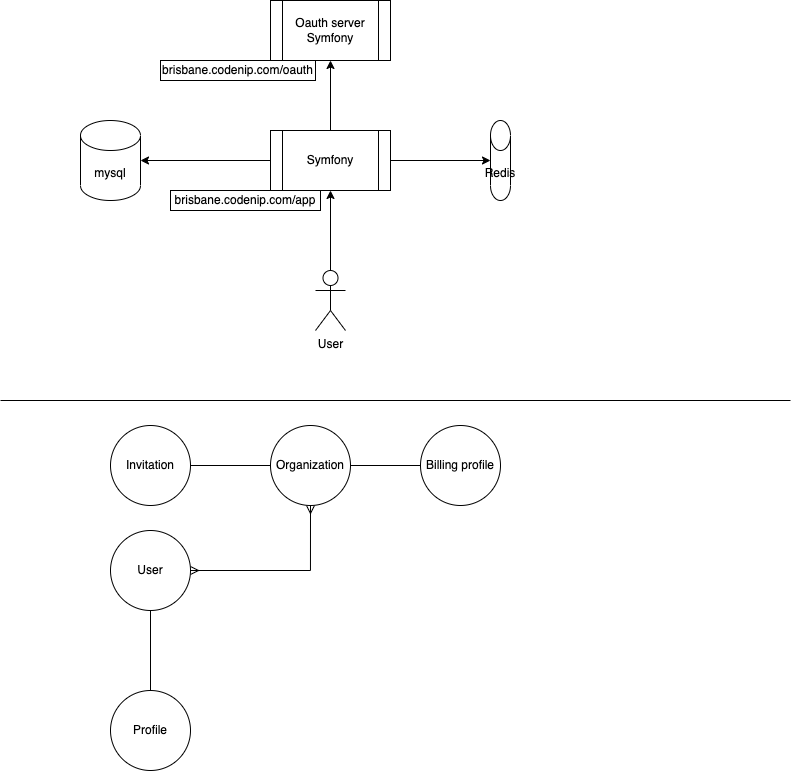 Oauth server
Symfony
brisbane.codenip.com/oauth
mysql
Symfony
Redis
brisbane.codenip.com/app
User
Invitation
Organization
Billing profile
User
Profile